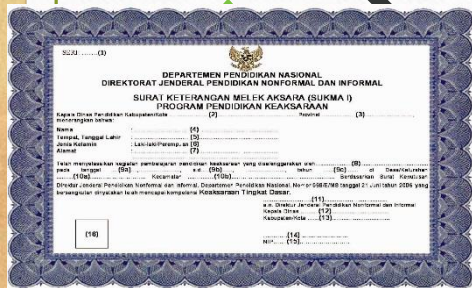 SERI........(1)
DEPARTEMEN PENDIDIKAN NASIONAL
DIREKTORAT JENDERAL PENDIDIKAN NONFORMAL DAN INFORMAL
SURAT KETERANGAN MELEK AKSARA (SUKMA I)
PROGRAM PENDIDIKAN KEAKSARAAN
Kepala Dinas Pendidikan Kabupaten/Kota (2) Provinsi (3)
menerangkan bahwa:
Nama : (4)
Tempat, Tanggal Lahir : (5)
Jenis Kelamin : Laki-laki/Perempuan (6)
Alamat : (7)
Telah menyelesaikan kegiatan pembelajaran pendidikan keaksaraan yang diselenggarakan oleh (8)
pada tanggal (9a) s.d. (9b) tahun (9c) di Desa/Kelurahan
(10a) Kecamatan (10b) Berdasarkan Surat Keputusan
Direktur Jenderal Pendidikan Nonformal dan Informal, Departemen Pendidikan Nasional, Nomor tanggal 21 Juni tahun 2006 yang
bersangkutan dinyatakan telah mencapai kompetensi Keaksaraan Tingkat Dasar.
(11)
a.n. Direktur Jenderal Pendidikan Nonformal dan Informal
Kepala Dinas (12)
Kabupaten/Kota (13)
(16)
(14)
NIP. (15)